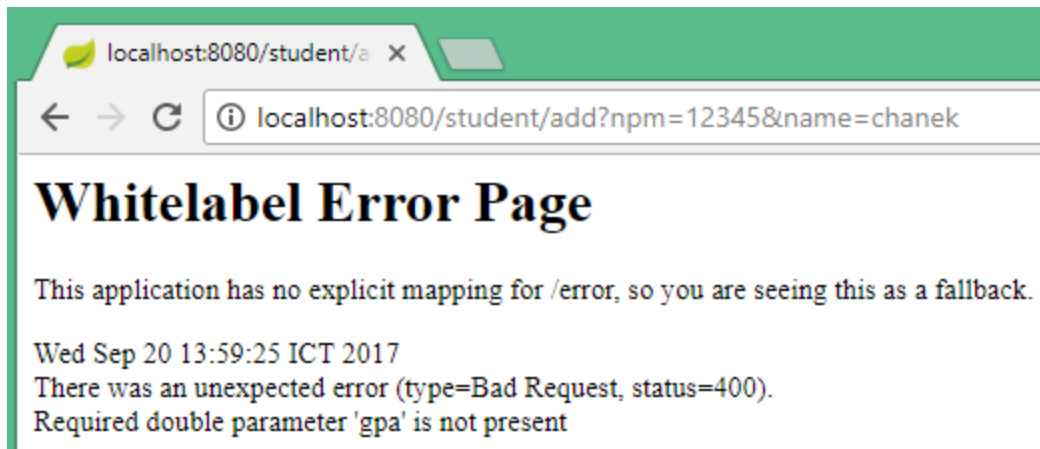 localhost:8080/student/a
localhost:8080/student/add?npm=12345&name=chanek
Whitelabel Error Page
This application has no explicit mapping for /error, so you are seeing this as a fallback.
Wed Sep 20 13:59:25 ICT 2017
There was an unexpected error (type=Bad Request, status=400).
Required double parameter 'gpa' is not present